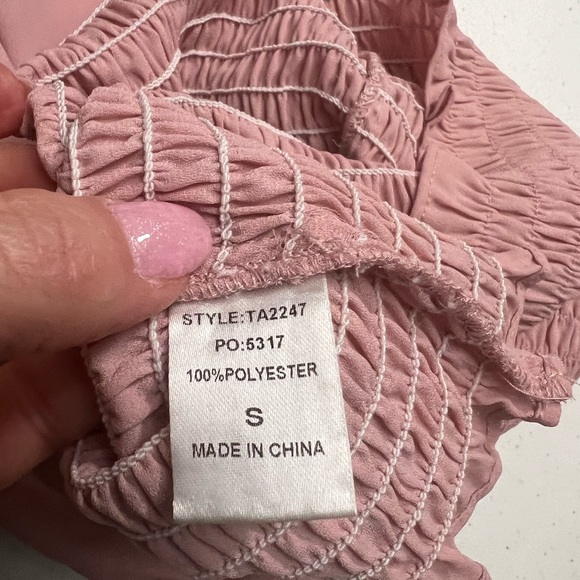 STYLE:TA2247
PO:5317
100%POLYESTER
S
MADE IN CHINA